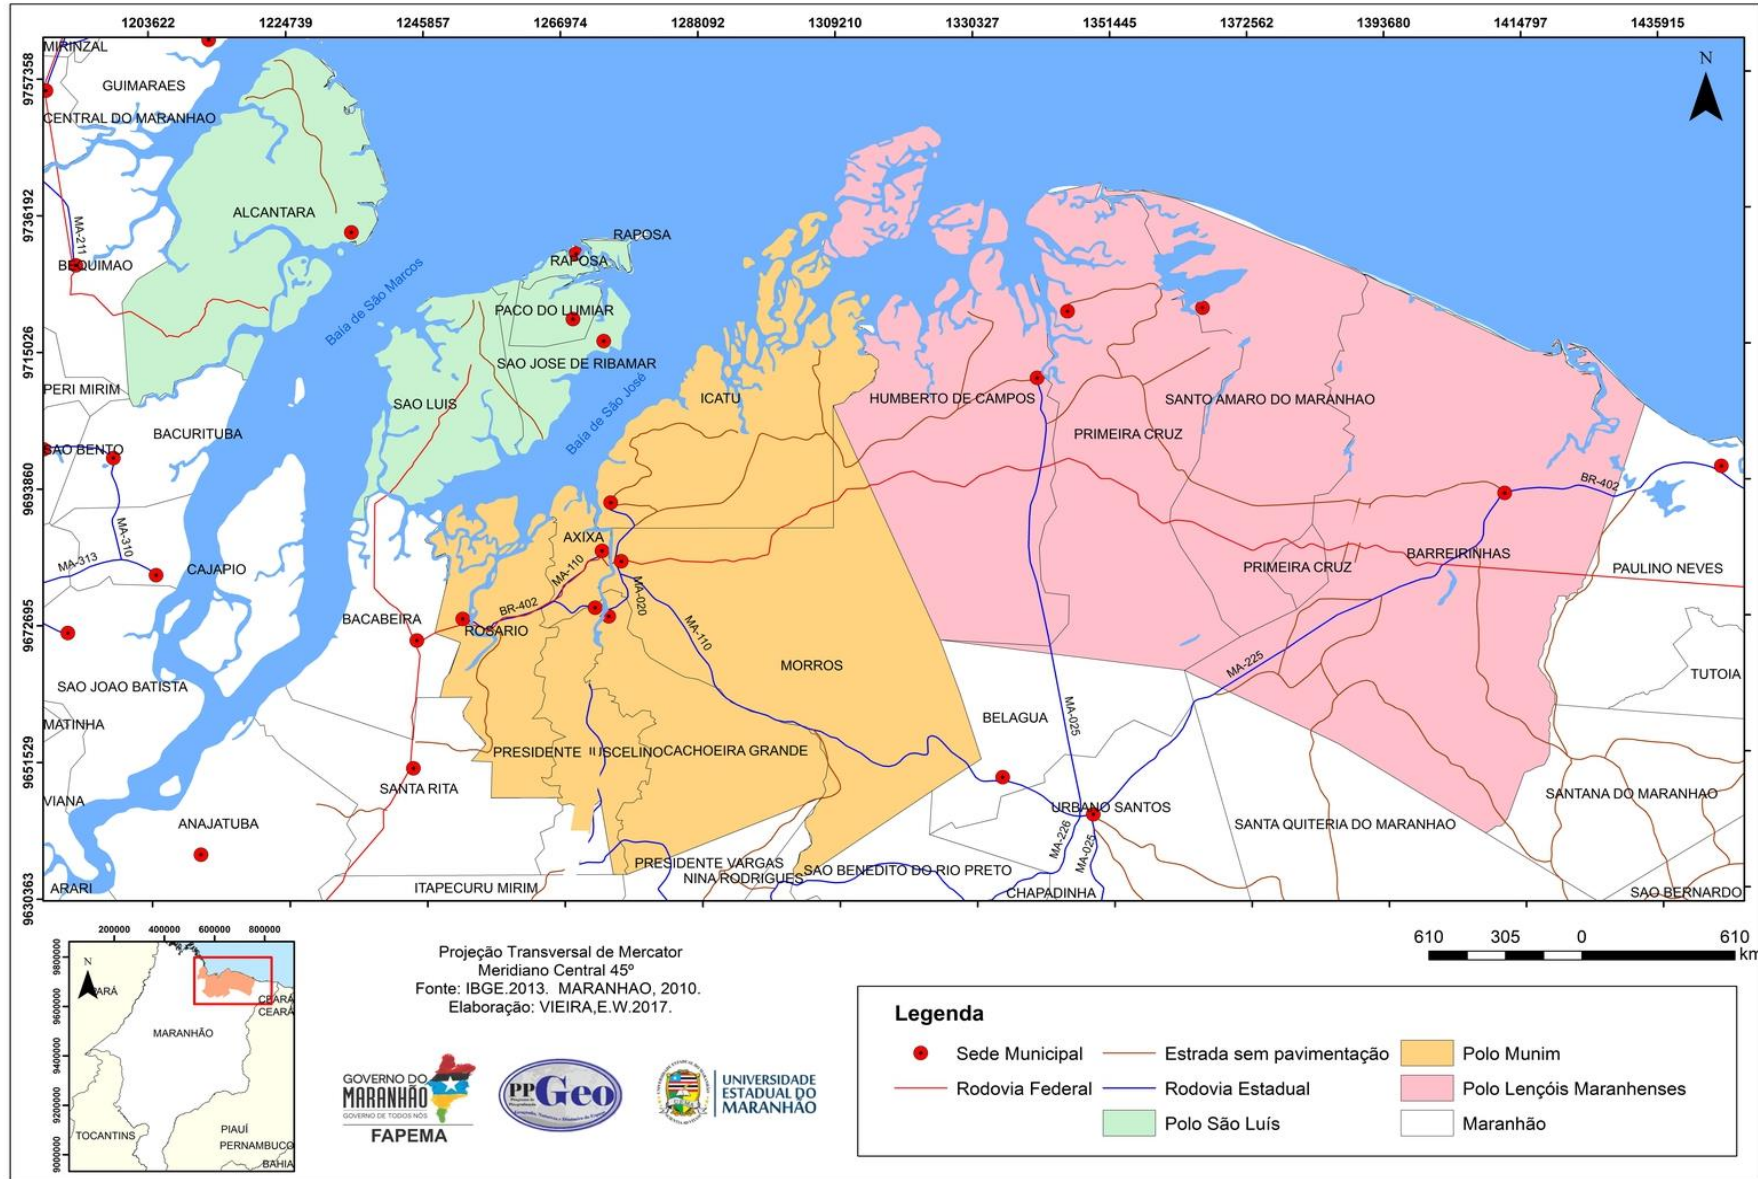 1203622 1224739 1245857 1266974 1288092 1309210 1330327 1351445 1372562 1393680 1414797 1435915
9757358
9736192
9715026
9693860
9672695
9651529
9630363
MIRINZAL
GUIMARAES
CENTRAL DO MARANHAO
N
ALCANTARA
MA-211
BEQUIMAO
RAPOSA
RAPOSA
Baía de São Marcos
PACO DO LUMIAR
SAO JOSE DE RIBAMAR
PERI MIRIM
SAO LUIS
Baía de São José
ICATU
HUMBERTO DE CAMPOS
SANTO AMARO DO MARANHAO
BACURITUBA
PRIMEIRA CRUZ
SAO BENTO
BR-402
MA-310
AXIXA
MA-313
CAJAPIO
MA-110
BARREIRINHAS
PRIMEIRA CRUZ
PAULINO NEVES
MA-020
BR-402
BACABEIRA
ROSARIO
MA-110
MORROS
MA-225
TUTOIA
SAO JOAO BATISTA
MATINHA
BELAGUA
MA-025
PRESIDENTE JUSCELINO
CACHOEIRA GRANDE
SANTA RITA
SANTANA DO MARANHAO
VIANA
URBANO SANTOS
ANAJATUBA
SANTA QUITERIA DO MARANHAO
MA-226
MA-025
PRESIDENTE VARGAS
SAO BENEDITO DO RIO PRETO
NINA RODRIGUES
ARARI
ITAPECURU MIRIM
CHAPADINHA
SAO BERNARDO
200000 400000 600000 800000
9800000
9600000
9400000
9200000
9000000
N
PARÁ
CEARÁ
CEARÁ
MARANHÃO
PIAUÍ
TOCANTINS
PERNAMBUCO
BAHIA
Projeção Transversal de Mercator
Meridiano Central 45º
Fonte: IBGE.2013. MARANHAO, 2010.
Elaboração: VIEIRA,E.W.2017.
GOVERNO DO
MARANHÃO
GOVERNO DE TODOS NÓS
FAPEMA
PPGeo
UNIVERSIDADE
ESTADUAL DO
MARANHÃO
610 305 0 610
km
Legenda
Sede Municipal
Estrada sem pavimentação
Polo Munim
Rodovia Federal
Rodovia Estadual
Polo Lençóis Maranhenses
Polo São Luís
Maranhão